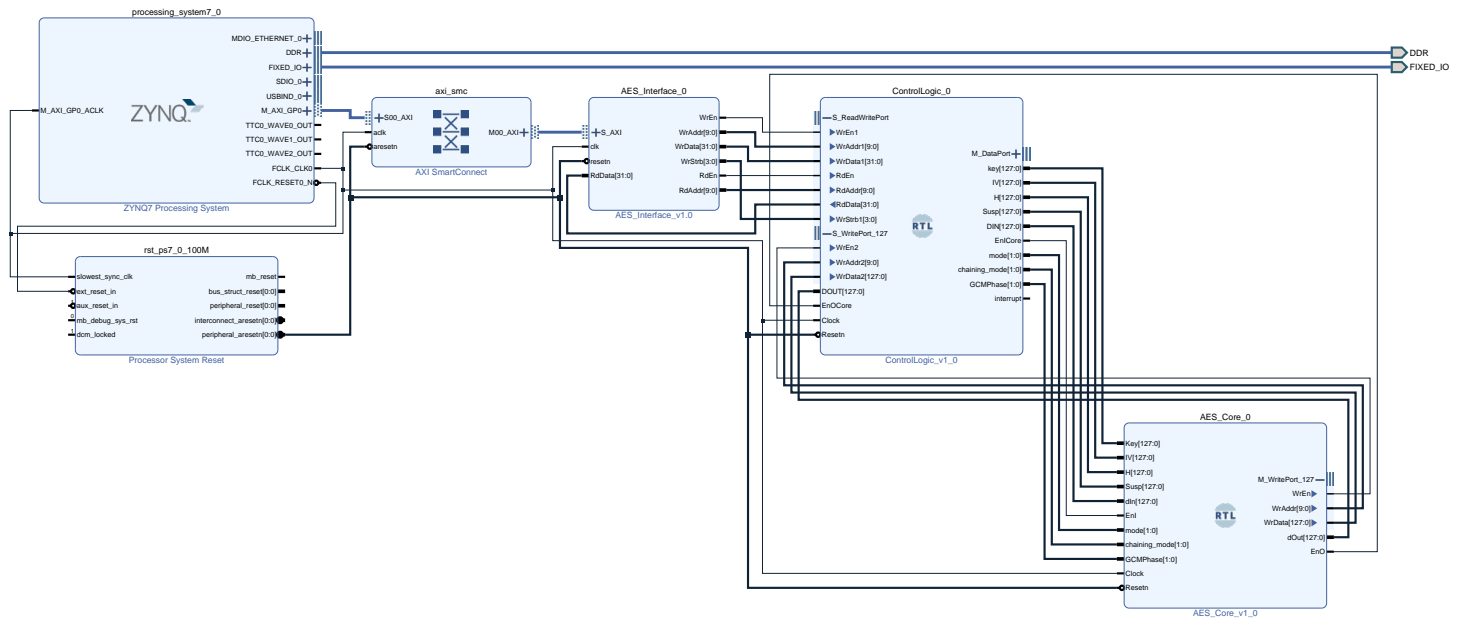 processing_system7_0
MDIO_ETHERNET_0
DDR
FIXED_IO
SDIO_0
USBIND_0
M_AXI_GP0
TTC0_WAVE0_OUT
TTC0_WAVE1_OUT
TTC0_WAVE2_OUT
FCLK_CLK0
FCLK_RESET0_N
M_AXI_GP0_ACLK
ZYNQ
ZYNQ7 Processing System
DDR
FIXED_IO
rst_ps7_0_100M
slowest_sync_clk
ext_reset_in
aux_reset_in
mb_debug_sys_rst
dcm_locked
1
0
1
mb_reset
bus_struct_reset[0:0]
peripheral_reset[0:0]
interconnect_aresetn[0:0]
peripheral_aresetn[0:0]
Processor System Reset
axi_smc
S00_AXI
aclk
aresetn
M00_AXI
AXI SmartConnect
AES_Interface_0
S_AXI
clk
resetn
RdData[31:0]
WrEn
WrAddr[9:0]
WrData[31:0]
WrStrb[3:0]
RdEn
RdAddr[9:0]
AES_Interface_v1.0
ControlLogic_0
S_ReadWritePort
WrEn1
WrAddr1[9:0]
WrData1[31:0]
RdEn
RdAddr[9:0]
RdData[31:0]
WrStrb1[3:0]
S_WritePort_127
WrEn2
WrAddr2[9:0]
WrData2[127:0]
DOUT[127:0]
EnOCore
Clock
Resetn
RTL
M_DataPort
key[127:0]
IV[127:0]
H[127:0]
Susp[127:0]
DIN[127:0]
EnICore
mode[1:0]
chaining_mode[1:0]
GCMPhase[1:0]
interrupt
ControlLogic_v1_0
AES_Core_0
Key[127:0]
IV[127:0]
H[127:0]
Susp[127:0]
dIn[127:0]
EnI
mode[1:0]
chaining_mode[1:0]
GCMPhase[1:0]
Clock
Resetn
RTL
M_WritePort_127
WrEn
WrAddr[9:0]
WrData[127:0]
dOut[127:0]
EnO
AES_Core_v1_0